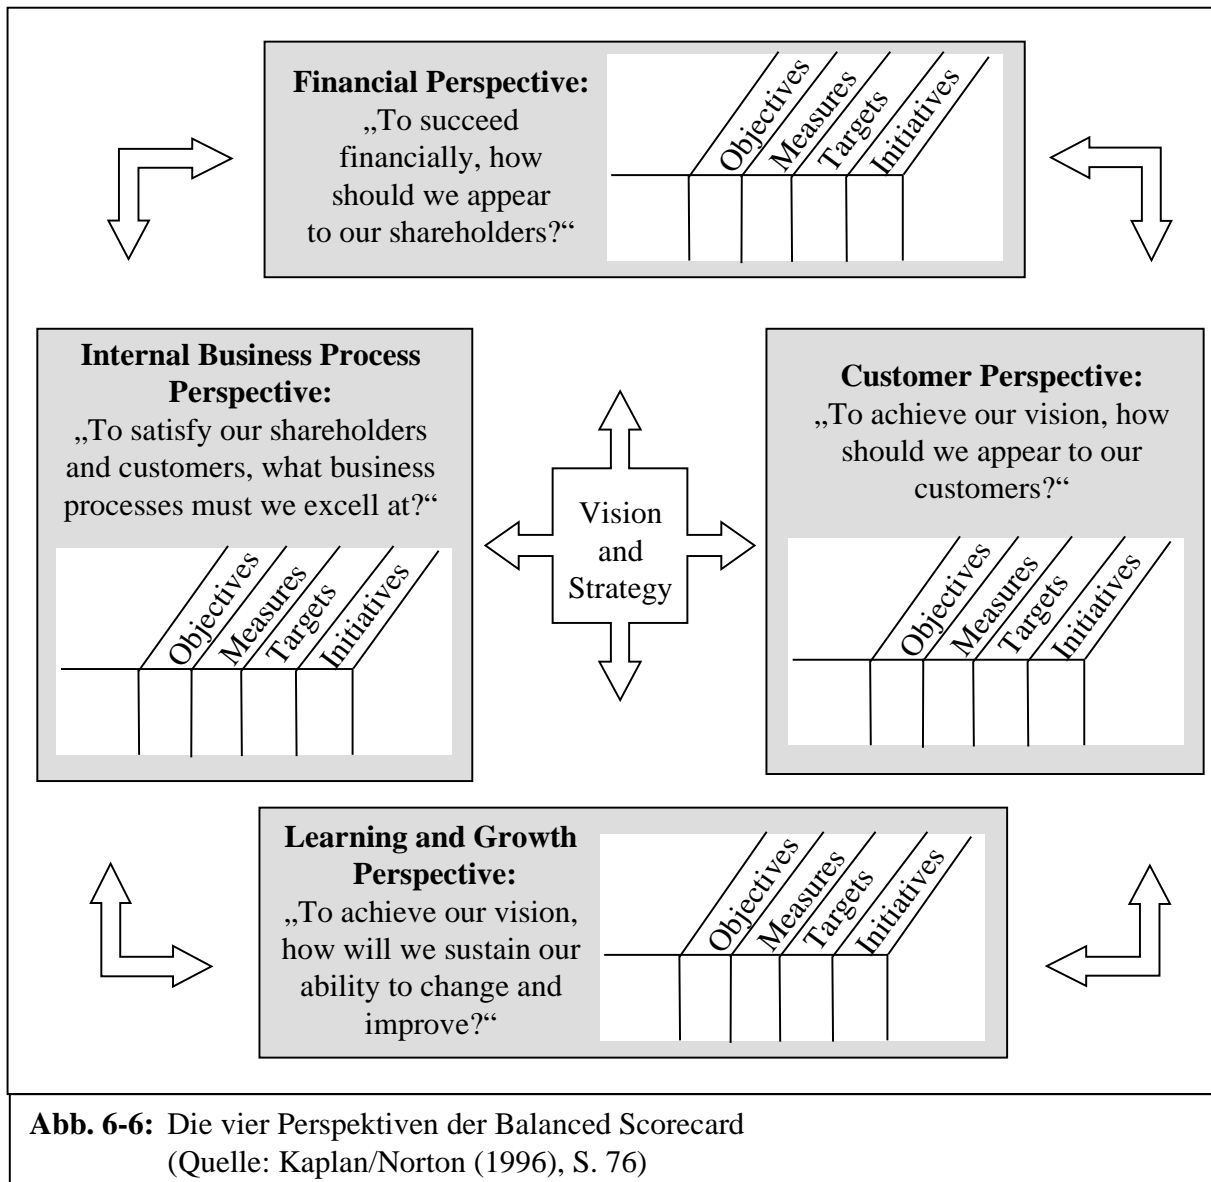 Financial Perspective:
„To succeed
financially, how
should we appear
to our shareholders?“
Objectives
Measures
Targets
Initiatives
Internal Business Process
Perspective:
„To satisfy our shareholders
and customers, what business
processes must we excell at?“
Objectives
Measures
Targets
Initiatives
Vision
and
Strategy
Customer Perspective:
„To achieve our vision, how
should we appear to our
customers?“
Objectives
Measures
Targets
Initiatives
Learning and Growth
Perspective:
„To achieve our vision,
how will we sustain our
ability to change and
improve?“
Objectives
Measures
Targets
Initiatives
Abb. 6-6: Die vier Perspektiven der Balanced Scorecard
(Quelle: Kaplan/Norton (1996), S. 76)